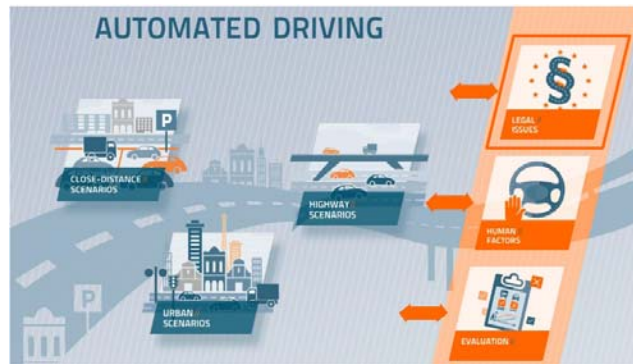 AUTOMATED DRIVING
P
CLOSE-DISTANCE
SCENARIOS
HIGHWAY
SCENARIOS
URBAN
SCENARIOS
P
§
LEGAL
ISSUES
HUMAN
FACTORS
EVALUATION